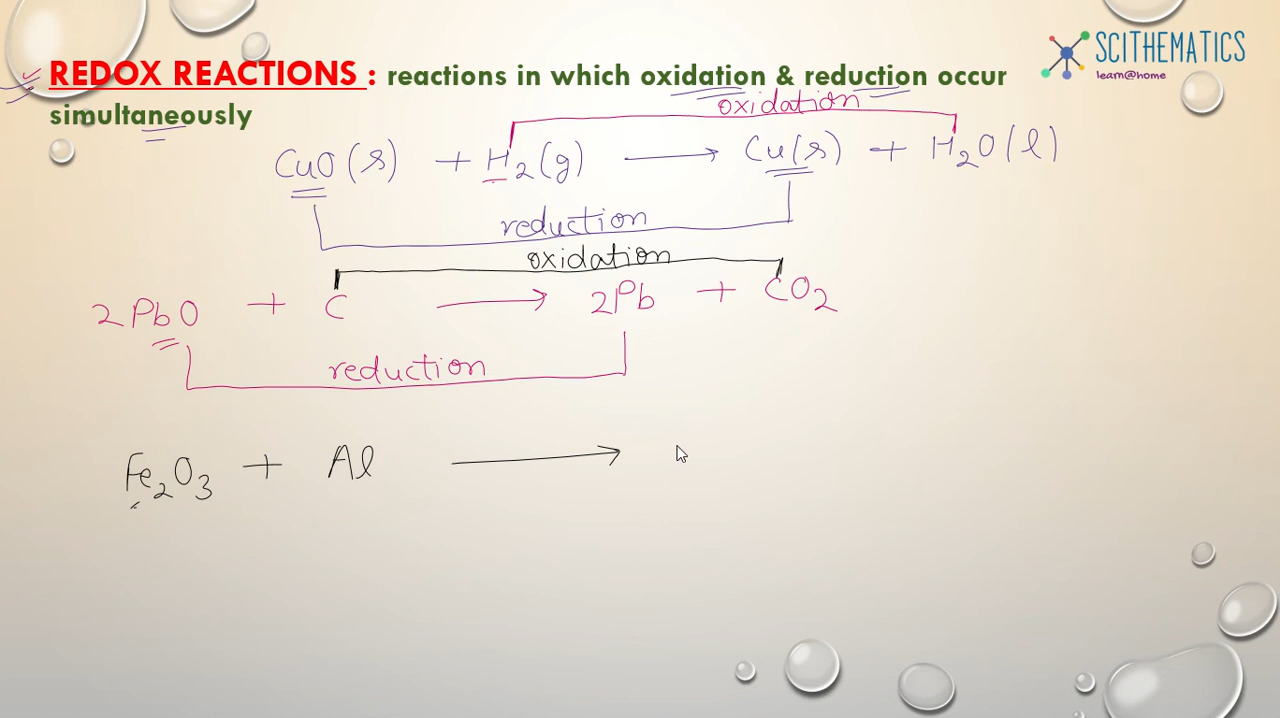 SCITHEMATICS
learn@home
REDOX REACTIONS : reactions in which oxidation & reduction occur
simultaneously
oxidation
CuO(s) + H2(g) → Cu(s) + H2O(l)
reduction
oxidation
2PbO + C → 2Pb + CO2
reduction
Fe2O3 + Al →